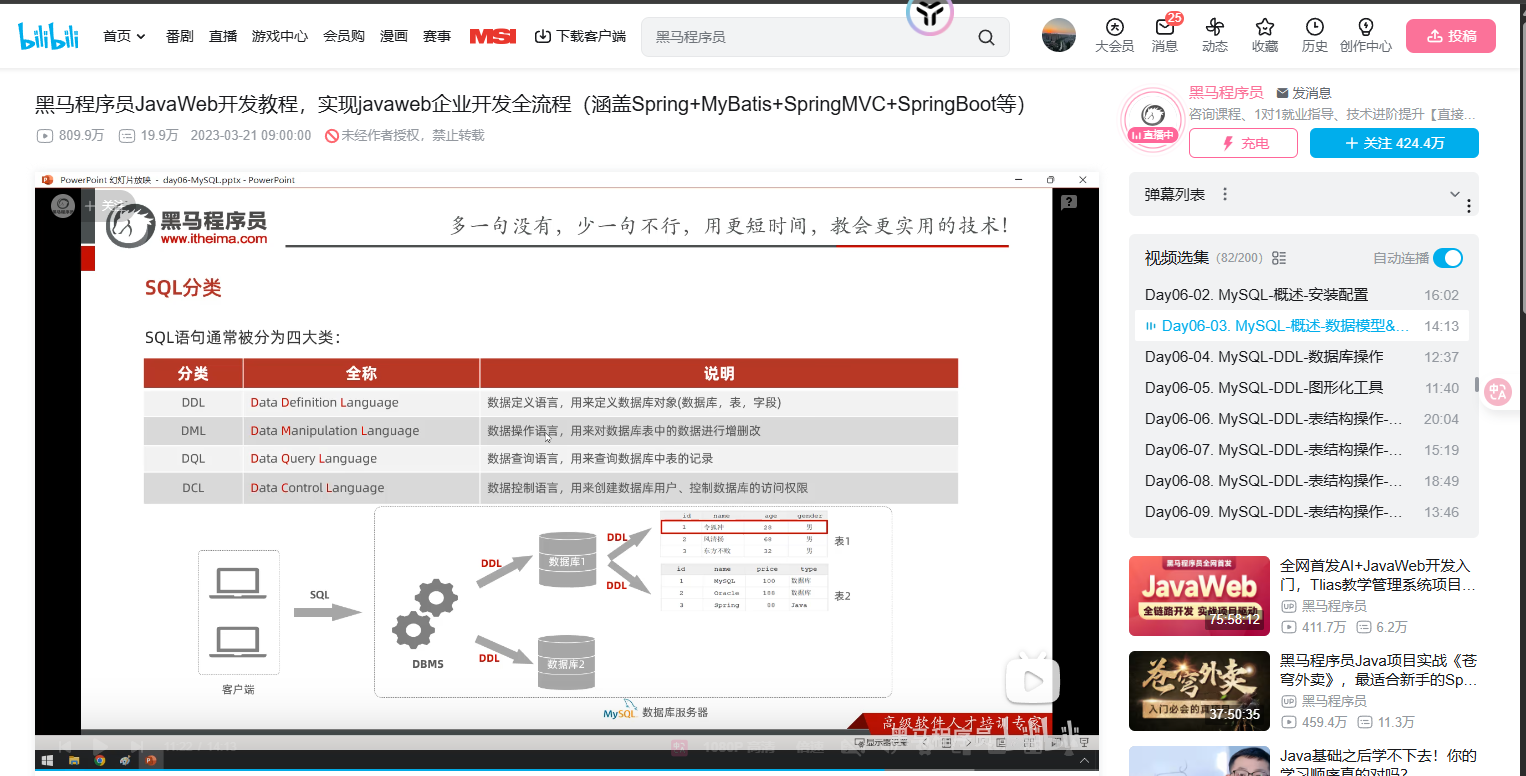 bilibili
首页 番剧 直播 游戏中心 会员购 漫画 赛事 MSI 下载客户端
黑马程序员
大会员 消息 25 动态 收藏 历史 创作中心 投稿
黑马程序员JavaWeb开发教程，实现javaweb企业开发全流程（涵盖Spring+MyBatis+SpringMVC+SpringBoot等）
809.9万 19.9万 2023-03-21 09:00:00 未经作者授权，禁止转载
黑马程序员 发消息
咨询课程、1对1就业指导、技术进阶提升【直接...
直播中
充电
+ 关注 424.4万
PowerPoint 幻灯片放映 - day06-MySQL.pptx - PowerPoint
+ 关注
黑马程序员
www.itheima.com
多一句没有，少一句不行，用更短时间，教会更实用的技术！
SQL分类
SQL语句通常被分为四大类：
分类 全称 说明
DDL Data Definition Language 数据定义语言，用来定义数据库对象(数据库，表，字段)
DML Data Manipulation Language 数据操作语言，用来对数据库表中的数据进行增删改
DQL Data Query Language 数据查询语言，用来查询数据库中表的记录
DCL Data Control Language 数据控制语言，用来创建数据库用户、控制数据库的访问权限
客户端
SQL
DBMS
DDL
DDL
数据库1
数据库2
DDL
DDL
id name age gender
1 令狐冲 28 男
2 风清扬 68 男
3 东方不败 32 男
表1
id name price type
1 MySQL 100 数据库
2 Oracle 188 数据库
3 Spring 88 Java
表2
MySQL 数据库服务器
高级软件人才培训专家
黑马程序员
显示器设置
弹幕列表
视频选集 (82/200) 自动连播
Day06-02. MySQL-概述-安装配置 16:02
Day06-03. MySQL-概述-数据模型&... 14:13
Day06-04. MySQL-DDL-数据库操作 12:37
Day06-05. MySQL-DDL-图形化工具 11:40
Day06-06. MySQL-DDL-表结构操作-... 20:04
Day06-07. MySQL-DDL-表结构操作-... 15:19
Day06-08. MySQL-DDL-表结构操作-... 18:49
Day06-09. MySQL-DDL-表结构操作-... 13:46
黑马程序员全网首发
JavaWeb
全链路开发 实战项目驱动
75:58:12
全网首发AI+JavaWeb开发入
门，Tlias教学管理系统项目...
UP 黑马程序员
411.7万 6.2万
苍穹外卖
37:50:35
黑马程序员Java项目实战《苍
穹外卖》，最适合新手的Sp...
UP 黑马程序员
459.4万 11.3万
Java基础之后学不下去！你的
学习顺序真的对吗?